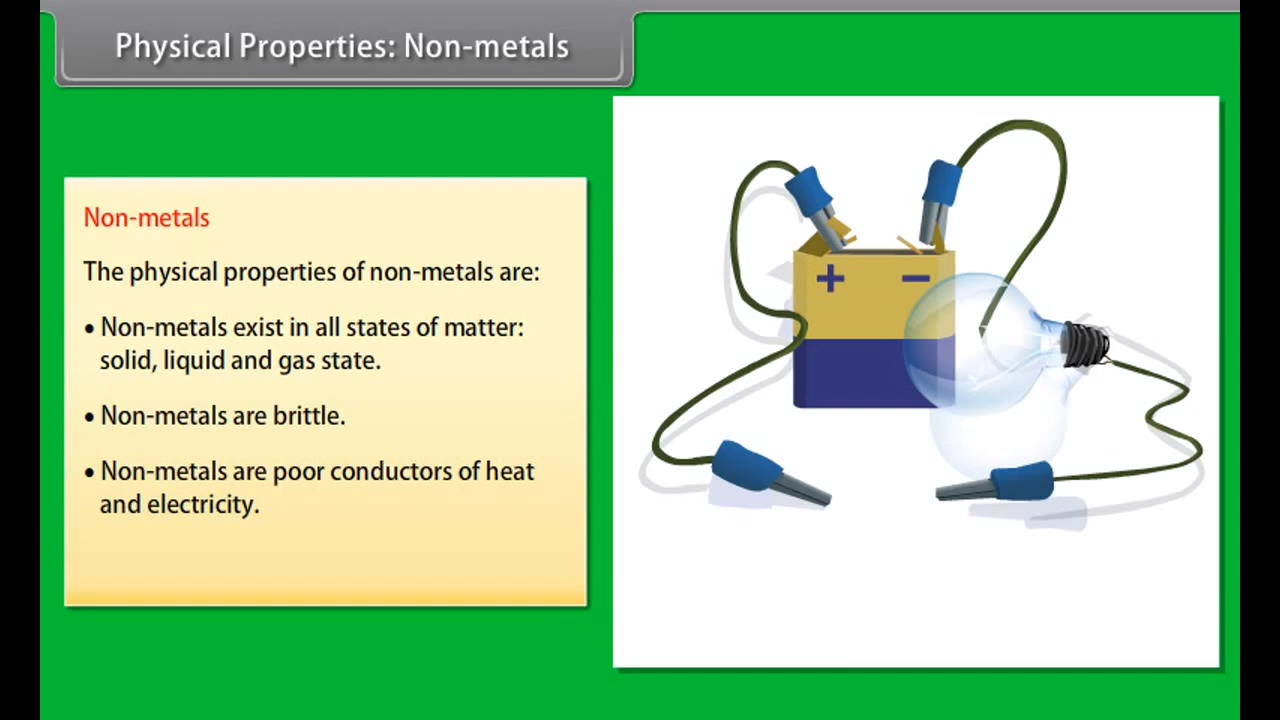 Physical Properties: Non-metals
Non-metals
The physical properties of non-metals are:
• Non-metals exist in all states of matter:
solid, liquid and gas state.
• Non-metals are brittle.
• Non-metals are poor conductors of heat
and electricity.
+ −